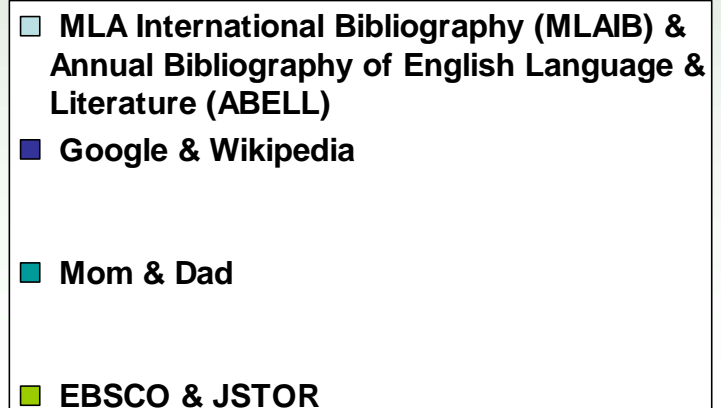 MLA International Bibliography (MLAIB) &
Annual Bibliography of English Language &
Literature (ABELL)
Google & Wikipedia
Mom & Dad
EBSCO & JSTOR